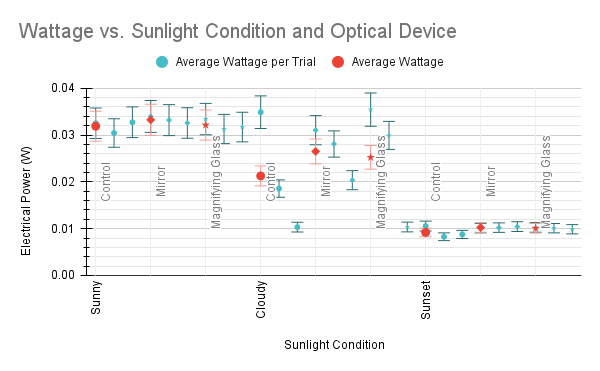 Wattage vs. Sunlight Condition and Optical Device
Average Wattage per Trial
Average Wattage
0.04
0.03
0.02
0.01
0.00
Electrical Power (W)
Control
Mirror
Magnifying Glass
Control
Mirror
Magnifying Glass
Control
Mirror
Magnifying Glass
Sunny
Cloudy
Sunset
Sunlight Condition